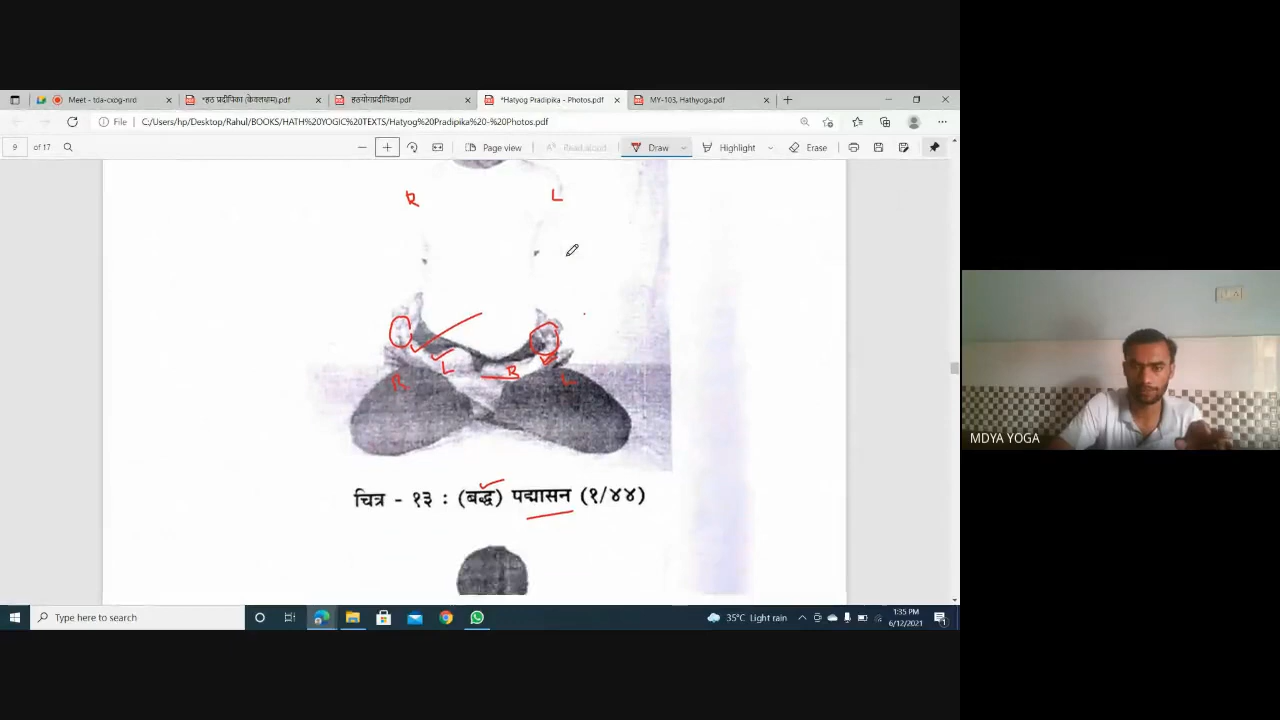 Meet - tda-cxog-nrd
*हठ प्रदीपिका (केवल्यधाम).pdf
हठयोगप्रदीपिका.pdf
*Hatyog Pradipika - Photos.pdf
MY-103, Hathyoga.pdf
File
C:/Users/hp/Desktop/Rahul/BOOKS/HATH%20YOGIC%20TEXTS/Hatyog%20Pradipika%20-%20Photos.pdf
9 of 17
Page view
Read aloud
Draw
Highlight
Erase
R L
L R
R L
चित्र - १३ : (बद्ध) पद्मासन (१/४४)
MDYA YOGA
Type here to search
35°C Light rain
1:35 PM
6/12/2021